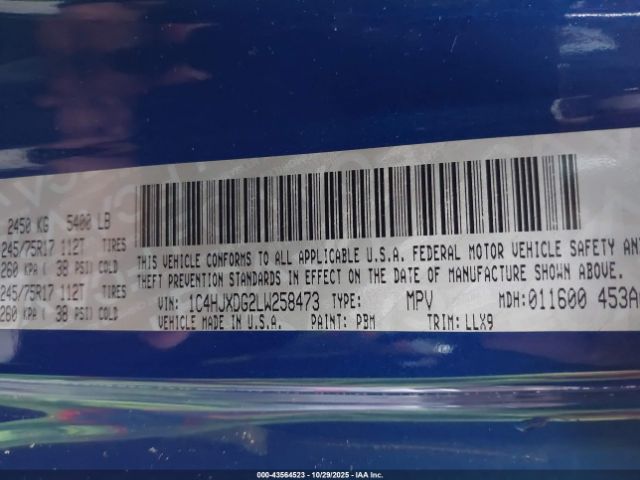 2450 KG 5400 LB
245/75R17 112T TIRES
260 KPA ( 38 PSI) COLD
245/75R17 112T TIRES
260 KPA ( 38 PSI) COLD
THIS VEHICLE CONFORMS TO ALL APPLICABLE U.S.A. FEDERAL MOTOR VEHICLE SAFETY AN
THEFT PREVENTION STANDARDS IN EFFECT ON THE DATE OF MANUFACTURE SHOWN ABOVE.
VIN: 1C4HJXDG2LW258473 TYPE: MPV MDH: 011600 453A
VEHICLE MADE IN U.S.A. PAINT: PBM TRIM: LLX9
000-43564523 | 10/29/2025 | IAA Inc.